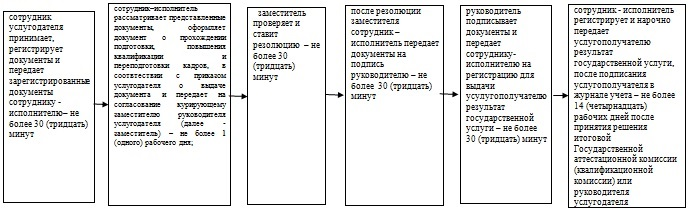 сотрудник
услугодателя
принимает,
регистрирует
документы и
передает
зарегистрированные
документы
сотруднику -
исполнителю– не
более 30 (тридцать)
минут
сотрудник–исполнитель
рассматривает представленные
документы, оформляет
документ о прохождении
подготовки, повышения
квалификации и
переподготовки кадров, в
соотвтествии с приказом
услугодателя о выдаче
документа и передает на
согласование курирующему
заместителю руководителя
услугодателя (далее -
заместитель) – не более 1
(одного) рабочего дня;
заместитель
проверяет и
ставит
резолюцию – не
более 30
(тридцать)
минут
после резолюции
заместителя
сотрудник –
исполнитель передает
документы на
подпись
руководителю – не
более 30 (тридцать)
минут
руководитель
подписывает
документы и
передает
сотруднику-
исполнителю на
регистрацию для
выдачи
усулугополучателю
результат
государственной
услуги – не более
30 (тридцать) минут
сотрудник - исполнитель
регистрирует и нарочно
передает
услугополучателю
результат
государственной услуги,
после подписания
услугополучателя в
журнале учета – не более
14 (четырнадцать)
рабочих дней после
принятия решения
итоговой
Государственной
аттестационной комиссии
(квалификационной
комиссии) или
руководителя
услугодателя